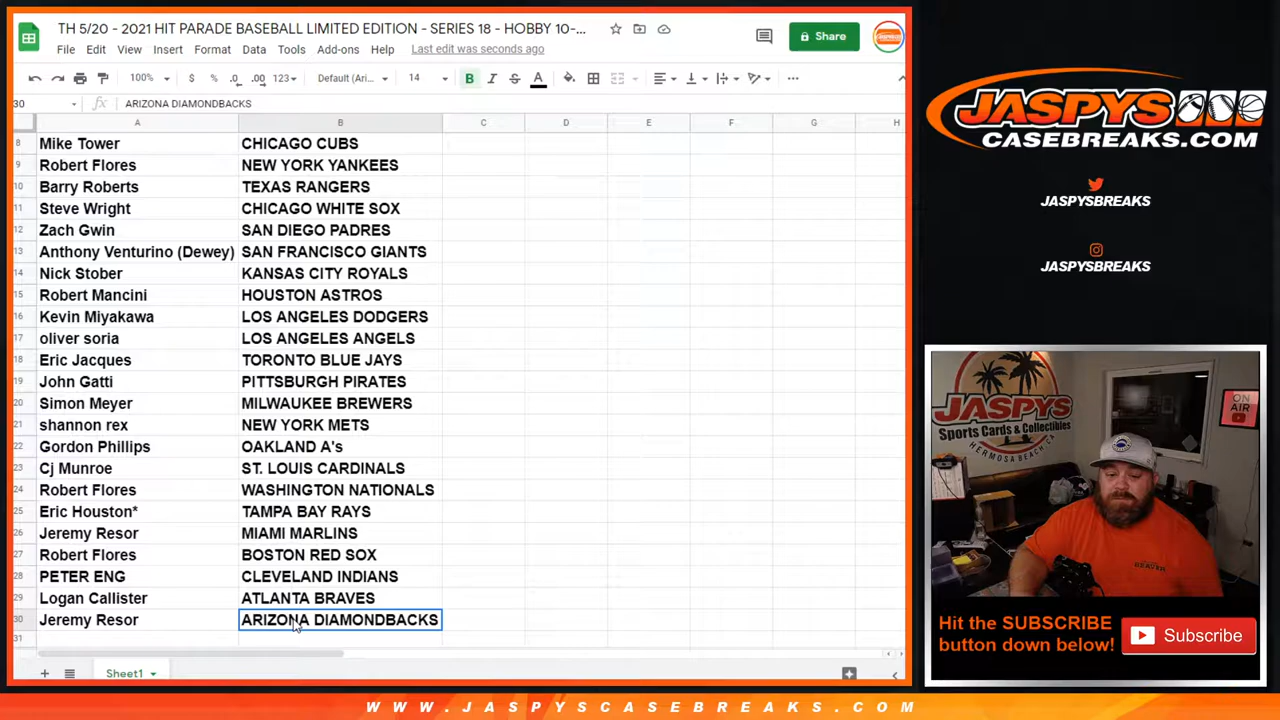 TH 5/20 - 2021 HIT PARADE BASEBALL LIMITED EDITION - SERIES 18 - HOBBY 10-...
Share
File Edit View Insert Format Data Tools Add-ons Help Last edit was seconds ago
100% $ % .0 .00 123 Default (Ari... 14 B I S A
30 fx ARIZONA DIAMONDBACKS
A B C D E F G H
8 Mike Tower CHICAGO CUBS
9 Robert Flores NEW YORK YANKEES
10 Barry Roberts TEXAS RANGERS
11 Steve Wright CHICAGO WHITE SOX
12 Zach Gwin SAN DIEGO PADRES
13 Anthony Venturino (Dewey) SAN FRANCISCO GIANTS
14 Nick Stober KANSAS CITY ROYALS
15 Robert Mancini HOUSTON ASTROS
16 Kevin Miyakawa LOS ANGELES DODGERS
17 oliver soria LOS ANGELES ANGELS
18 Eric Jacques TORONTO BLUE JAYS
19 John Gatti PITTSBURGH PIRATES
20 Simon Meyer MILWAUKEE BREWERS
21 shannon rex NEW YORK METS
22 Gordon Phillips OAKLAND A's
23 Cj Munroe ST. LOUIS CARDINALS
24 Robert Flores WASHINGTON NATIONALS
25 Eric Houston* TAMPA BAY RAYS
26 Jeremy Resor MIAMI MARLINS
27 Robert Flores BOSTON RED SOX
28 PETER ENG CLEVELAND INDIANS
29 Logan Callister ATLANTA BRAVES
30 Jeremy Resor ARIZONA DIAMONDBACKS
31
Sheet1
JASPYS
CASEBREAKS.COM
JASPYSBREAKS
JASPYSBREAKS
JASPYS
Sports Cards & Collectibles
HERMOSA BEACH CA
ON
AIR
BEAVER
Hit the SUBSCRIBE
button down below!
Subscribe
WWW.JASPYSCASEBREAKS.COM